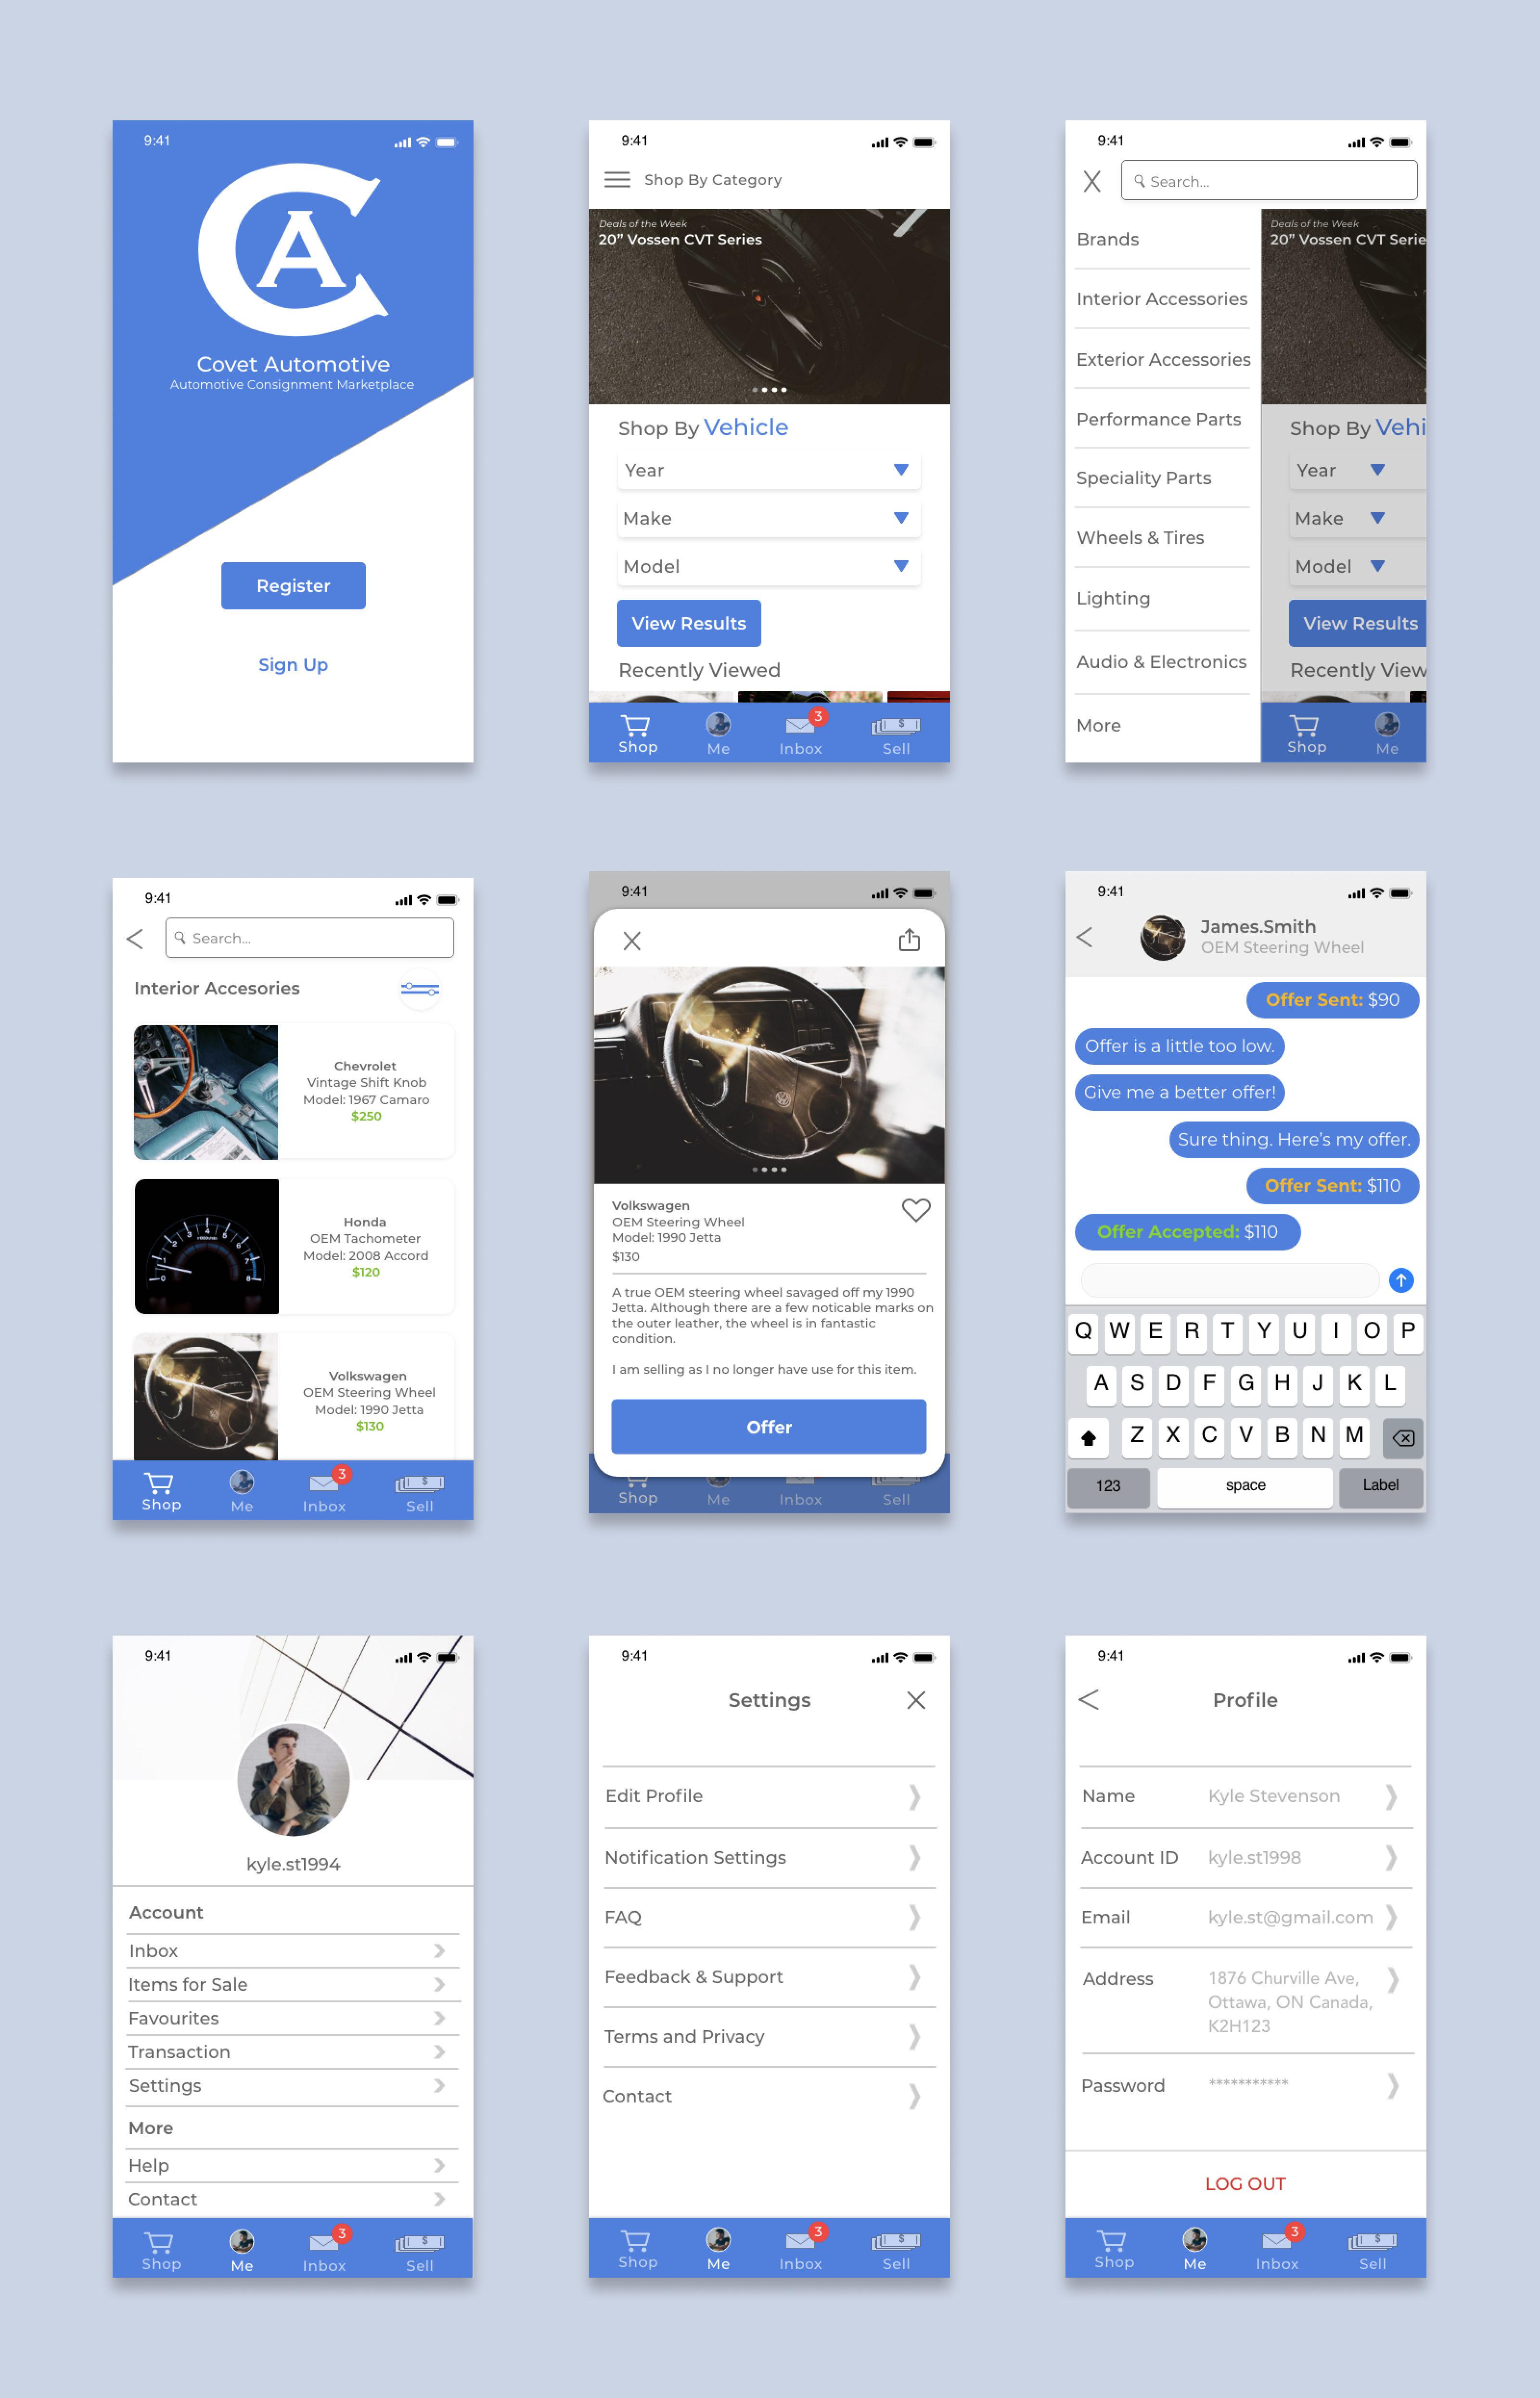 9:41
CA
Covet Automotive
Automotive Consignment Marketplace
Register
Sign Up
9:41
Shop By Category
Deals of the Week
20” Vossen CVT Series
Shop By Vehicle
Year
Make
Model
View Results
Recently Viewed
3
$
Shop Me Inbox Sell
9:41
X Search...
Brands
Interior Accessories
Exterior Accessories
Performance Parts
Speciality Parts
Wheels & Tires
Lighting
Audio & Electronics
More
Deals of the Week
20” Vossen CVT Serie
Shop By Vehi
Year
Make
Model
View Results
Recently View
Shop Me
9:41
< Search...
Interior Accesories
Chevrolet
Vintage Shift Knob
Model: 1967 Camaro
$250
Honda
OEM Tachometer
Model: 2008 Accord
$120
Volkswagen
OEM Steering Wheel
Model: 1990 Jetta
$130
3
$
Shop Me Inbox Sell
9:41
X
Volkswagen
OEM Steering Wheel
Model: 1990 Jetta
$130
A true OEM steering wheel savaged off my 1990
Jetta. Although there are a few noticable marks on
the outer leather, the wheel is in fantastic
condition.
I am selling as I no longer have use for this item.
Offer
Shop Me Inbox Sell
9:41
<
James.Smith
OEM Steering Wheel
Offer Sent: $90
Offer is a little too low.
Give me a better offer!
Sure thing. Here’s my offer.
Offer Sent: $110
Offer Accepted: $110
Q W E R T Y U I O P
A S D F G H J K L
Z X C V B N M
123 space Label
9:41
kyle.st1994
Account
Inbox
Items for Sale
Favourites
Transaction
Settings
More
Help
Contact
3
$
Shop Me Inbox Sell
9:41
Settings
Edit Profile
Notification Settings
FAQ
Feedback & Support
Terms and Privacy
Contact
3
$
Shop Me Inbox Sell
9:41
< Profile
Name Kyle Stevenson
Account ID kyle.st1998
Email kyle.st@gmail.com
Address 1876 Churville Ave,
Ottawa, ON Canada,
K2H123
Password ***********
LOG OUT
3
$
Shop Me Inbox Sell